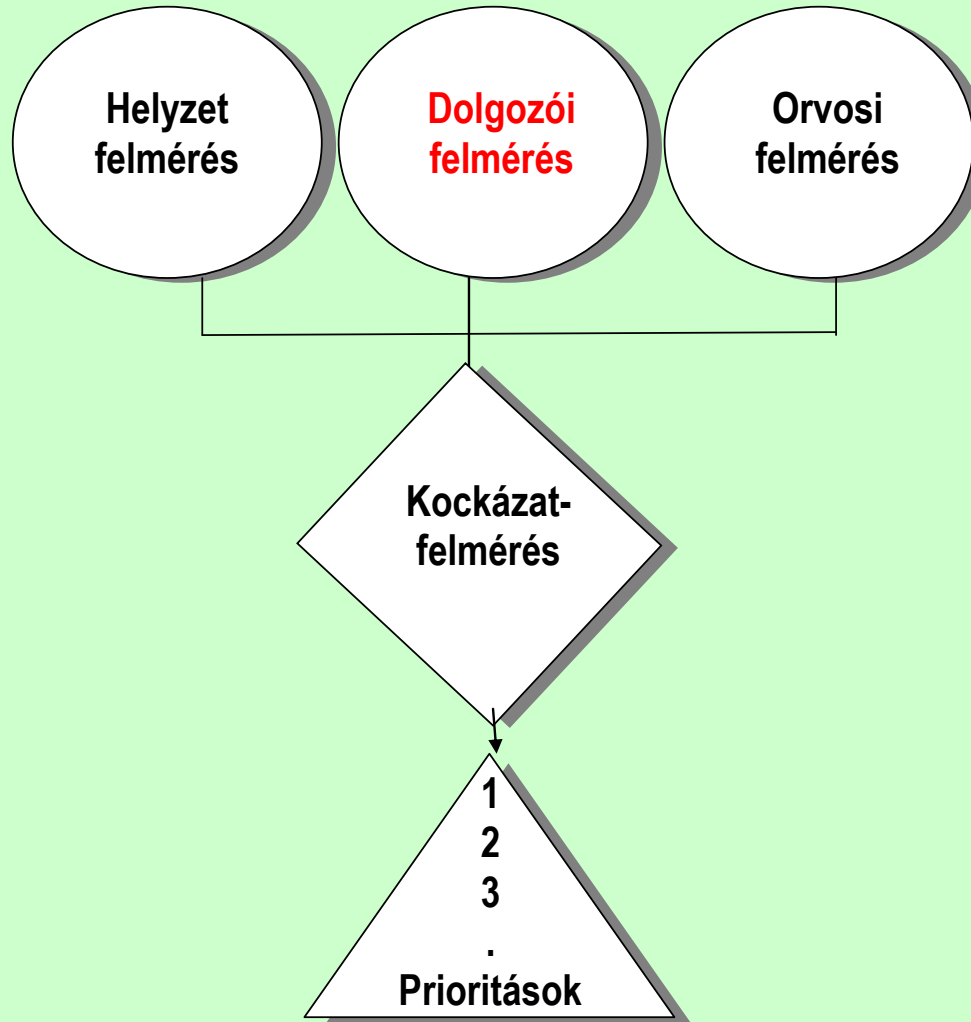 Helyzet
felmérés
Dolgozói
felmérés
Orvosi
felmérés
Kockázat-
felmérés
1
2
3
.
Prioritások